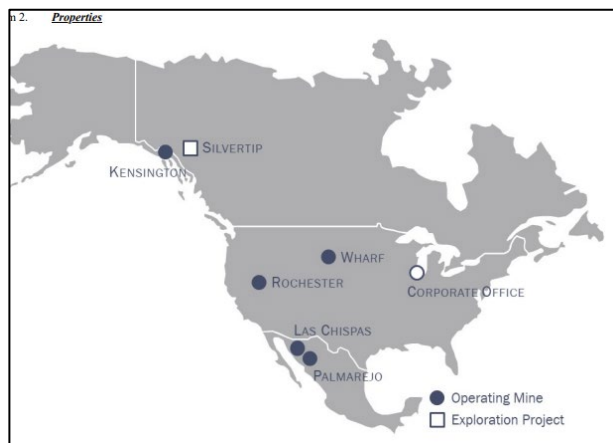 n 2. Properties
SILVERTIP
KENSINGTON
WHARF
ROCHESTER
CORPORATE OFFICE
LAS CHISPAS
PALMAREJO
Operating Mine
Exploration Project